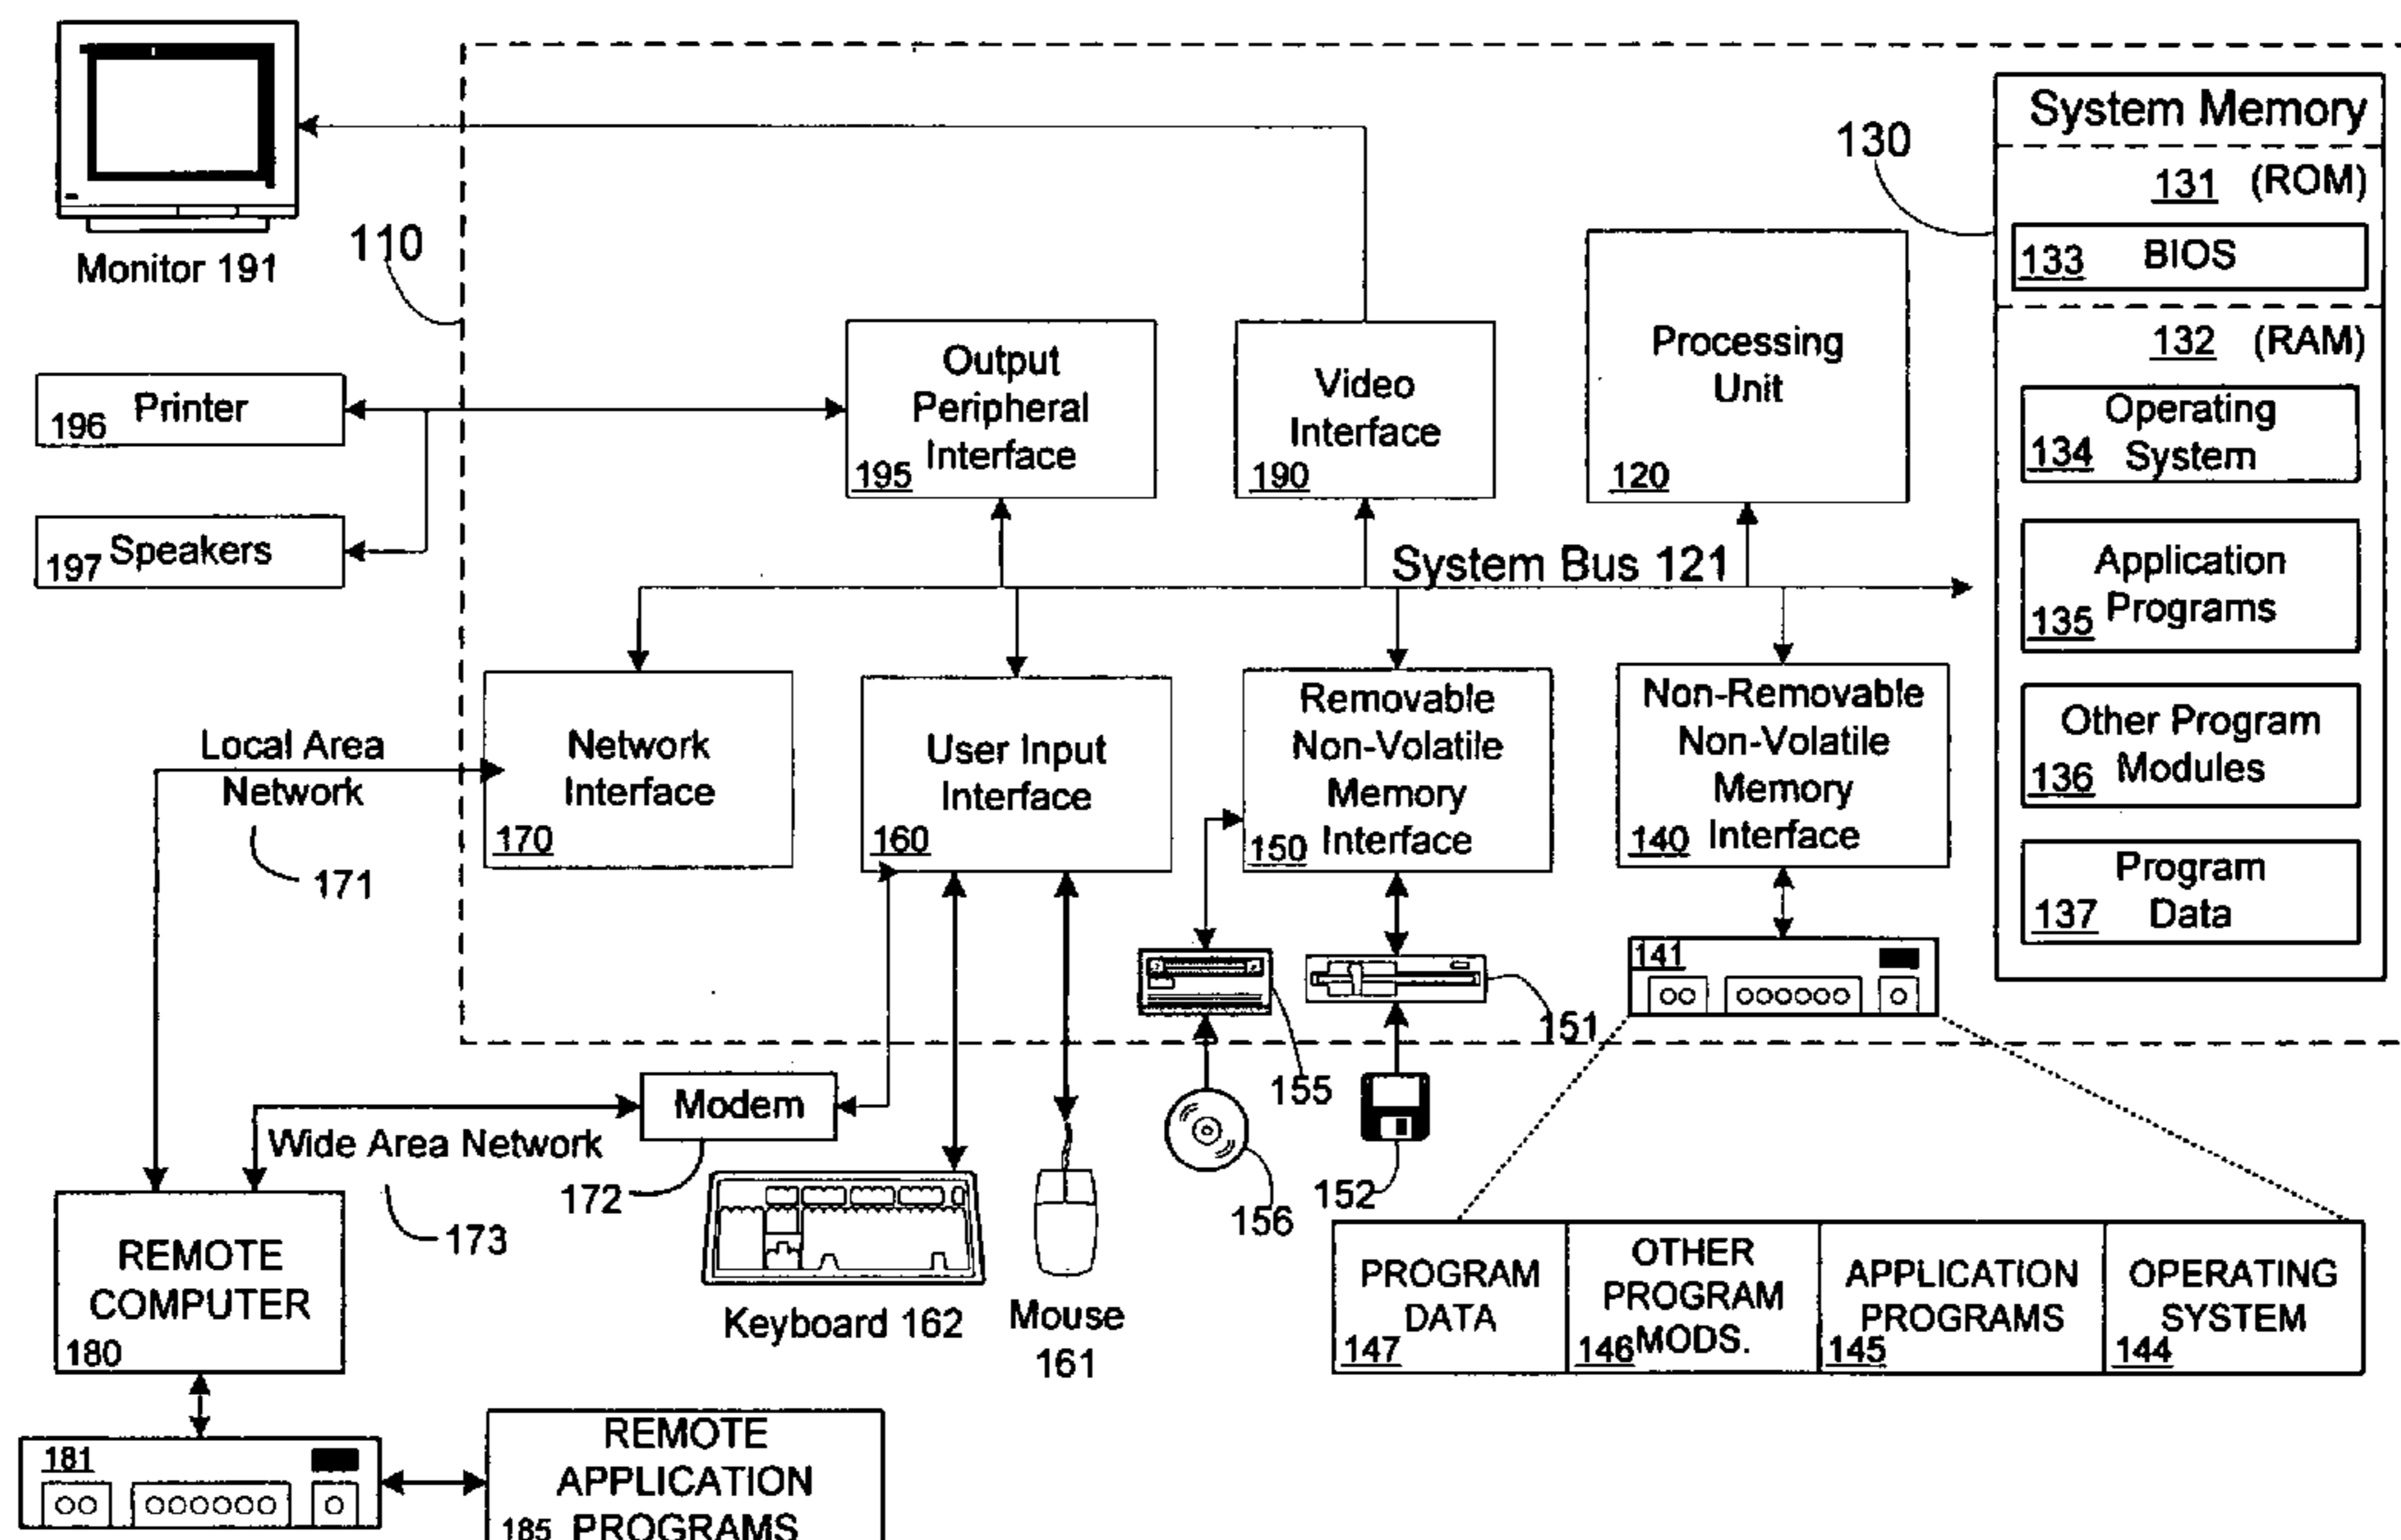 System Memory
130
131 (ROM)
133 BIOS
132 (RAM)
Operating
134 System
Application
135 Programs
Other Program
136 Modules
Program
137 Data
Monitor 191
110
Printer
196
Speakers
197
Output
Peripheral
Interface
195
Video
Interface
190
Processing
Unit
120
System Bus 121
Local Area
Network
171
Network
Interface
170
User Input
Interface
160
Removable
Non-Volatile
Memory
150 Interface
Non-Removable
Non-Volatile
Memory
140 Interface
141
151
155
Modem
Wide Area Network
172
173
156
152
REMOTE
COMPUTER
180
Keyboard 162
Mouse
161
PROGRAM
DATA
147
OTHER
PROGRAM
146 MODS.
APPLICATION
PROGRAMS
145
OPERATING
SYSTEM
144
181
REMOTE
APPLICATION
185 PROGRAMS